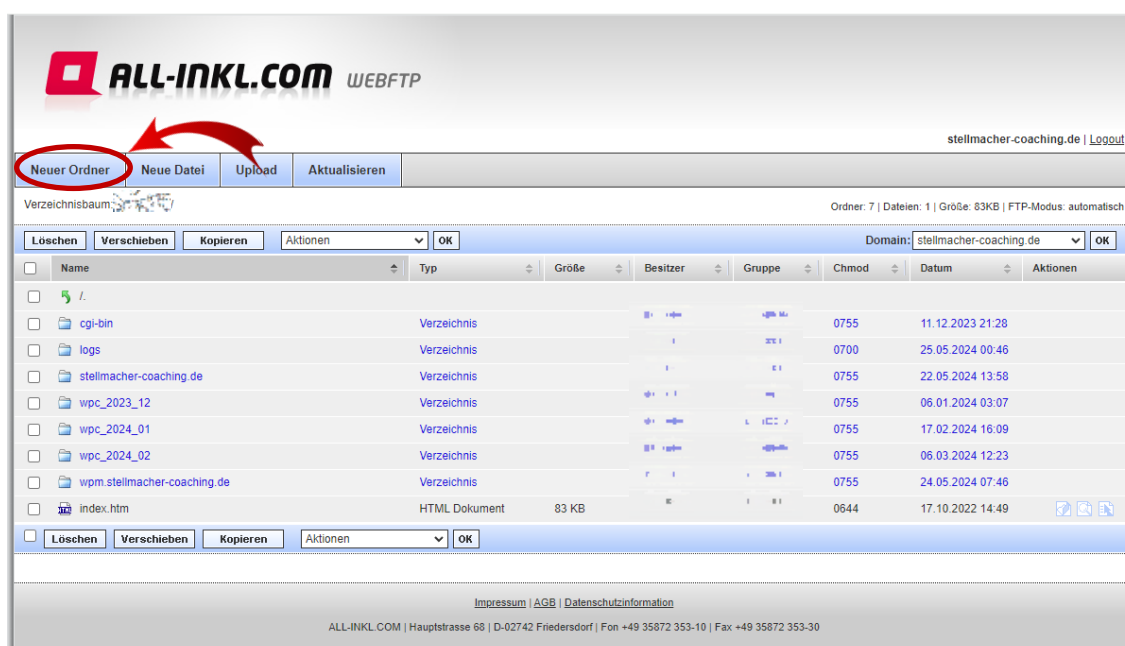 ALL-INKL.COM WEBFTP
stellmacher-coaching.de | Logout
Neuer Ordner Neue Datei Upload Aktualisieren
Verzeichnisbaum:
Ordner: 7 | Dateien: 1 | Größe: 83KB | FTP-Modus: automatisch
Löschen Verschieben Kopieren Aktionen OK Domain: stellmacher-coaching.de OK
Name Typ Größe Besitzer Gruppe Chmod Datum Aktionen
/.
cgi-bin Verzeichnis 0755 11.12.2023 21:28
logs Verzeichnis 0700 25.05.2024 00:46
stellmacher-coaching.de Verzeichnis 0755 22.05.2024 13:58
wpc_2023_12 Verzeichnis 0755 06.01.2024 03:07
wpc_2024_01 Verzeichnis 0755 17.02.2024 16:09
wpc_2024_02 Verzeichnis 0755 06.03.2024 12:23
wpm.stellmacher-coaching.de Verzeichnis 0755 24.05.2024 07:46
index.htm HTML Dokument 83 KB 0644 17.10.2022 14:49
Löschen Verschieben Kopieren Aktionen OK
Impressum | AGB | Datenschutzinformation
ALL-INKL.COM | Hauptstrasse 68 | D-02742 Friedersdorf | Fon +49 35872 353-10 | Fax +49 35872 353-30